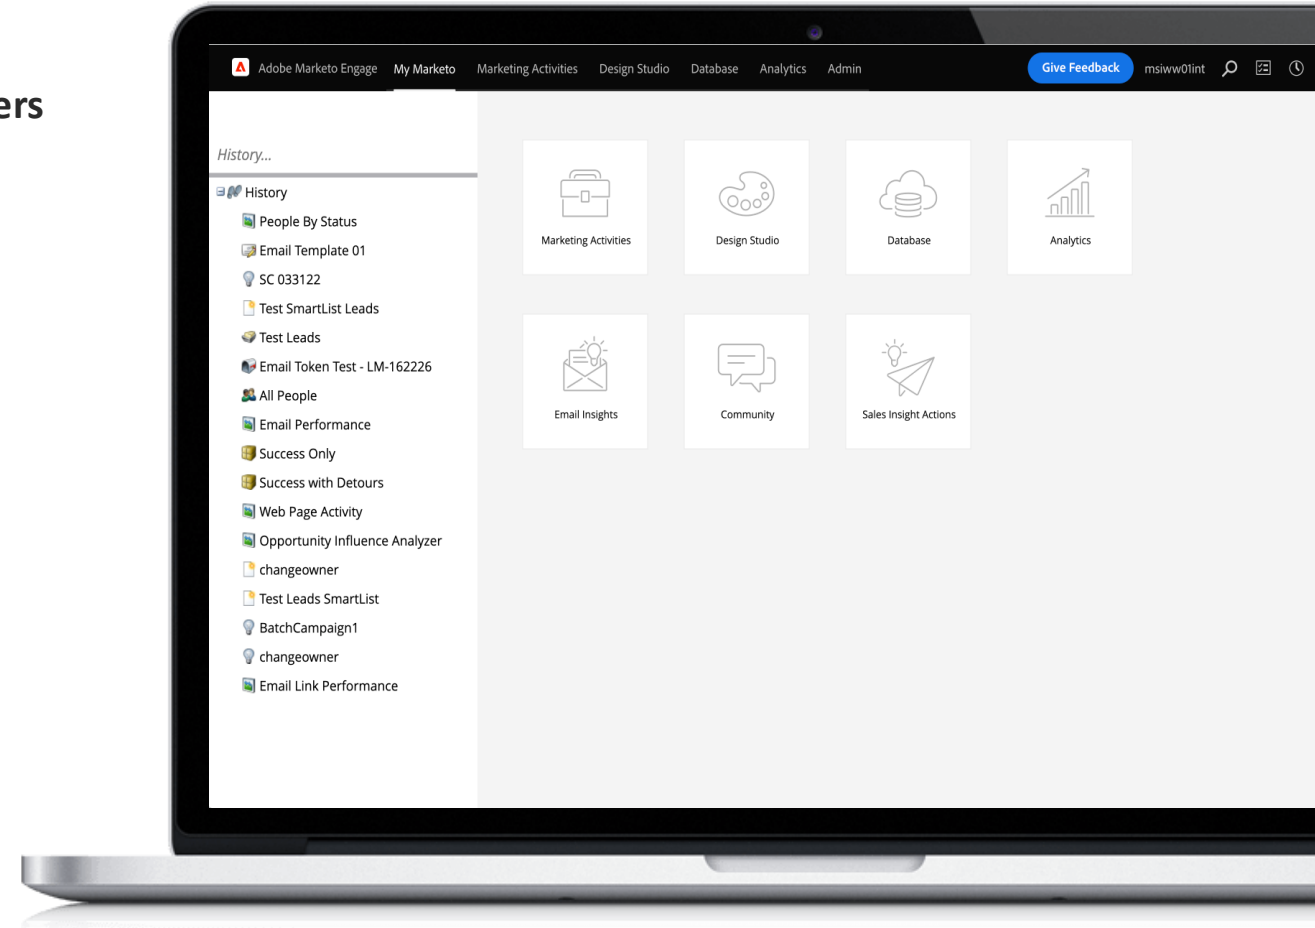 ers
Adobe Marketo Engage My Marketo Marketing Activities Design Studio Database Analytics Admin Give Feedback msiww01int
History...
History
People By Status
Email Template 01
SC 033122
Test SmartList Leads
Test Leads
Email Token Test - LM-162226
All People
Email Performance
Success Only
Success with Detours
Web Page Activity
Opportunity Influence Analyzer
changeowner
Test Leads SmartList
BatchCampaign1
changeowner
Email Link Performance
Marketing Activities Design Studio Database Analytics
Email Insights Community Sales Insight Actions